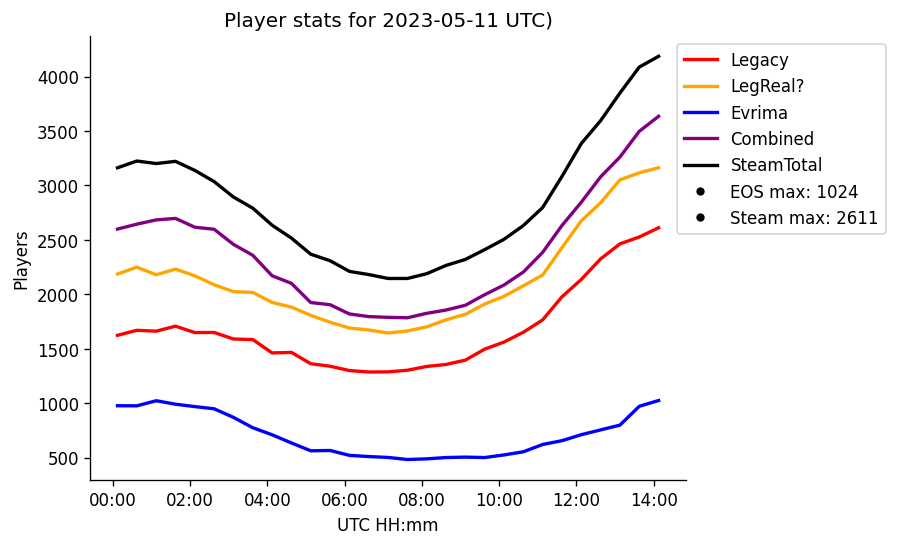 Player stats for 2023-05-11 UTC)
Legacy
LegReal?
Evrima
Combined
SteamTotal
EOS max: 1024
Steam max: 2611
Players
4000
3500
3000
2500
2000
1500
1000
500
00:00 02:00 04:00 06:00 08:00 10:00 12:00 14:00
UTC HH:mm